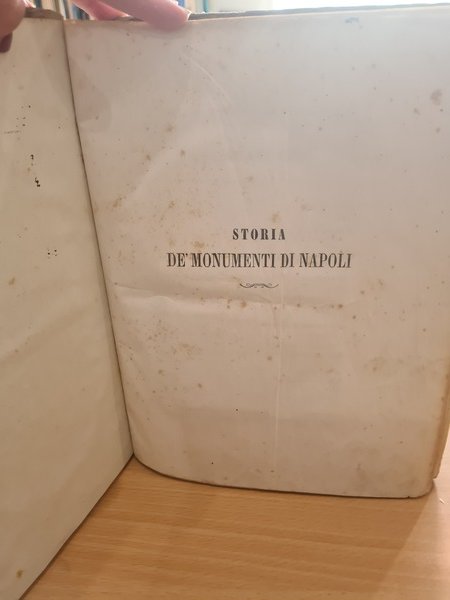 STORIA
DE' MONUMENTI DI NAPOLI